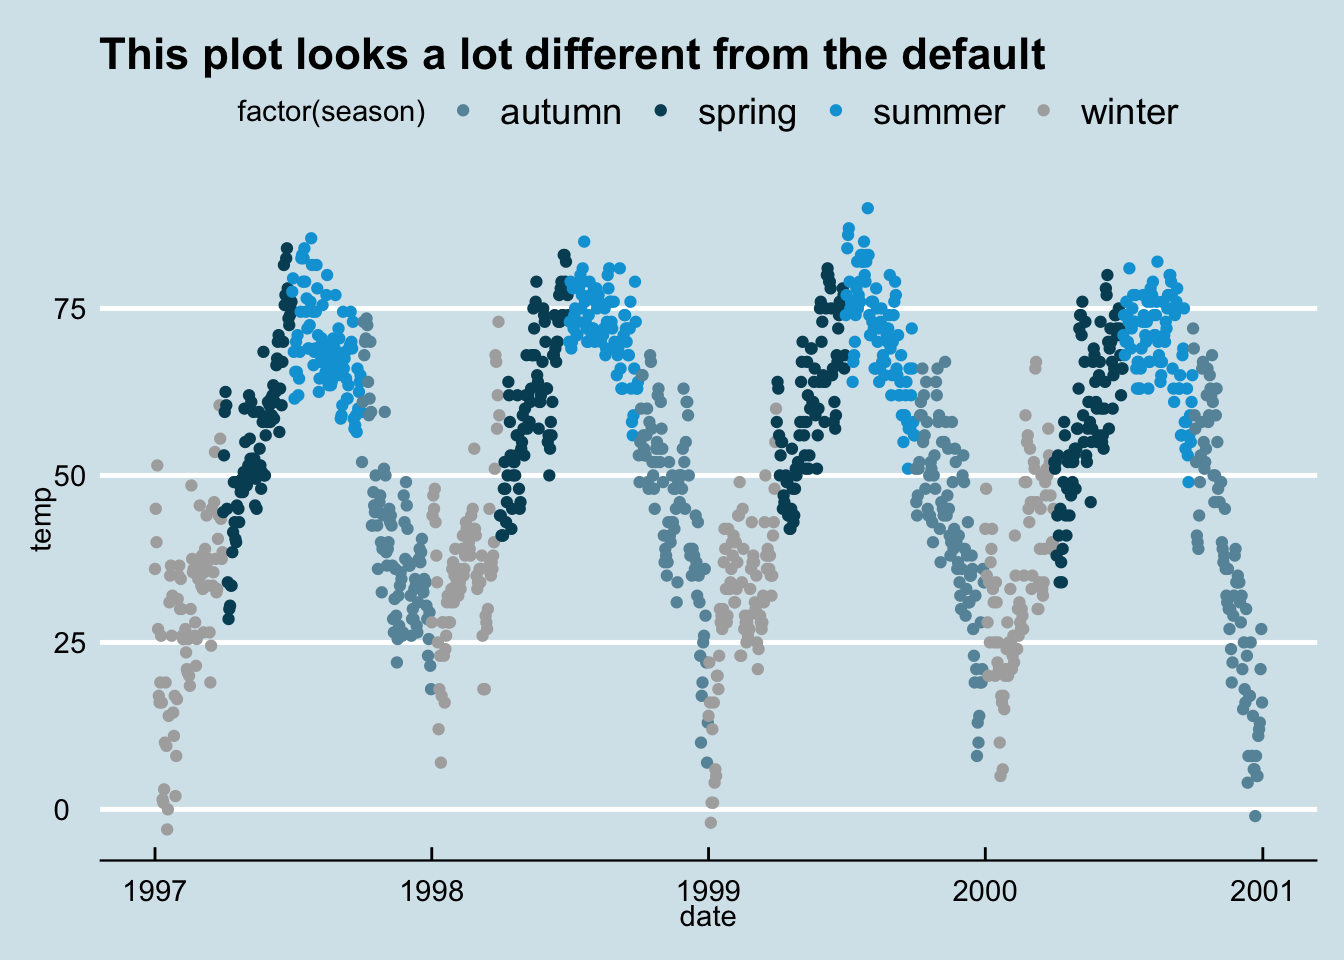 This plot looks a lot different from the default
factor(season) autumn spring summer winter
75
50
25
0
temp
1997 1998 1999 2000 2001
date